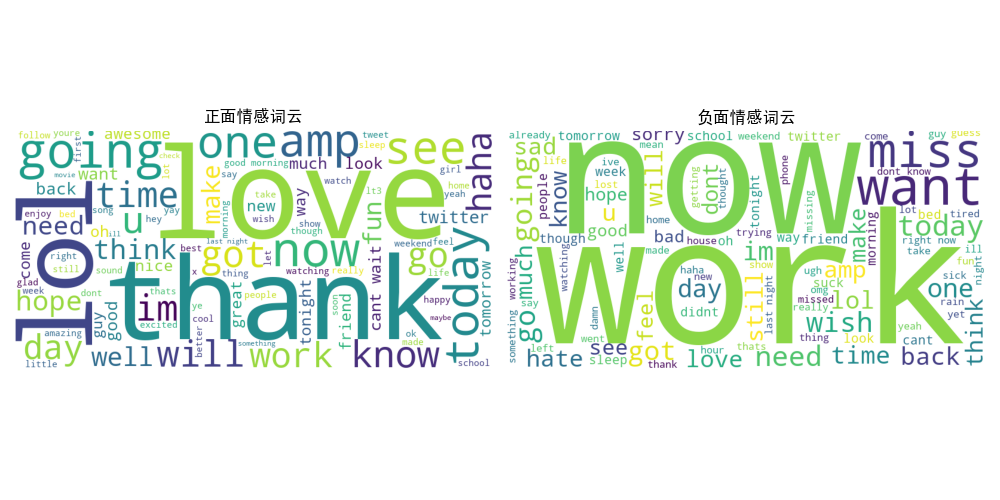 正面情感词云
follow
youre
first
awesome
one
amp
tweet
sleep
see
haha
going
lot
check
good morning
much
look
girl
movie
want
say
back
time
make
love
take
new
watch
lt3
home
yeah
way
wish
enjoy
bed
song
yay
u
hey
morning
show
though
fun
twitter
need
lol
oh
ill
last night
weekend
feel
come
right
think
best
got
now
wait
go
glad
still
sound
nice
x
thing
watching
really
life
week
dont
thank
today
tomorrow
hope
thats
im
ye
great
people
soon
happy
amazing
guy
good
excited
cool
better
tonight
friend
cant
maybe
ok
day
well
will
something
work
know
made
little
school
let
负面情感词云
already
tomorrow
sorry
school
weekend
twitter
come
guy
guess
sad
mean
now
miss
life
ive
week
will
dont
getting
thought
phone
dont know
want
going
people
know
lost
u
tonight
missing
make
morning
lot
bed
tired
good
home
today
though
bad
house
oh
way
friend
right now
well
made
im
much
watching
haha
show
ugh
amp
fun
ill
working
new
day
suck
sick
one
say
work
still
last night
omg
missed
lol
rain
go
feel
didnt
really
wish
yet
think
damn
something
left
went
hour
thats
trying
thing
look
yeah
cant
hate
see
sleep
got
thank
love
need
time
take
back